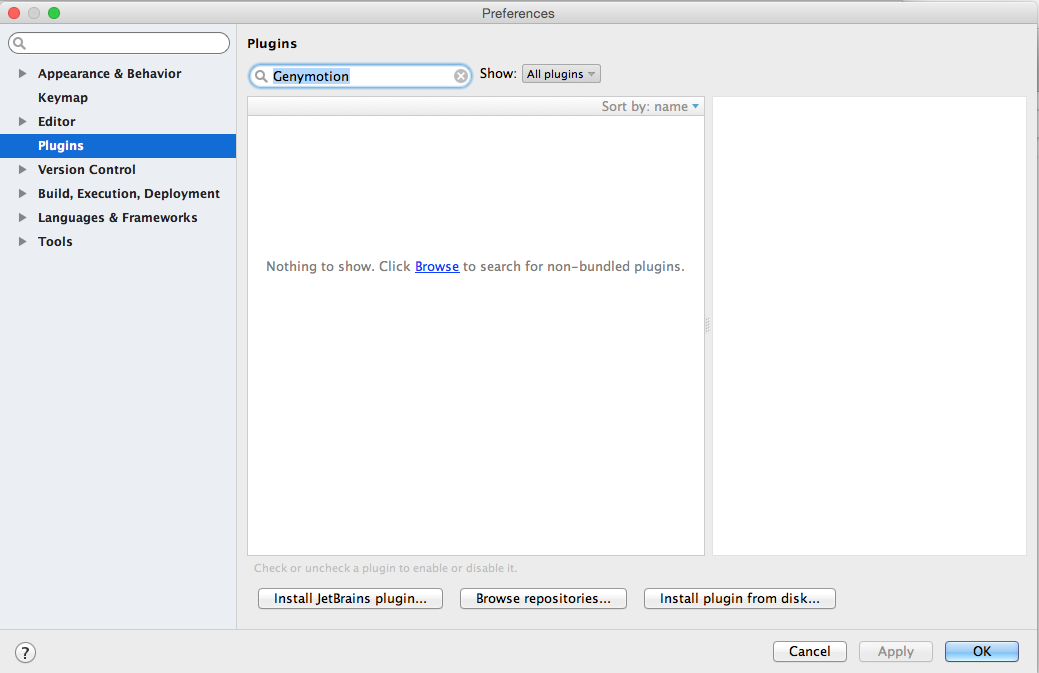 Preferences
Appearance & Behavior
Keymap
Editor
Plugins
Version Control
Build, Execution, Deployment
Languages & Frameworks
Tools
Plugins
Genymotion
Show: All plugins
Sort by: name
Nothing to show. Click Browse to search for non-bundled plugins.
Check or uncheck a plugin to enable or disable it.
Install JetBrains plugin...
Browse repositories...
Install plugin from disk...
?
Cancel
Apply
OK